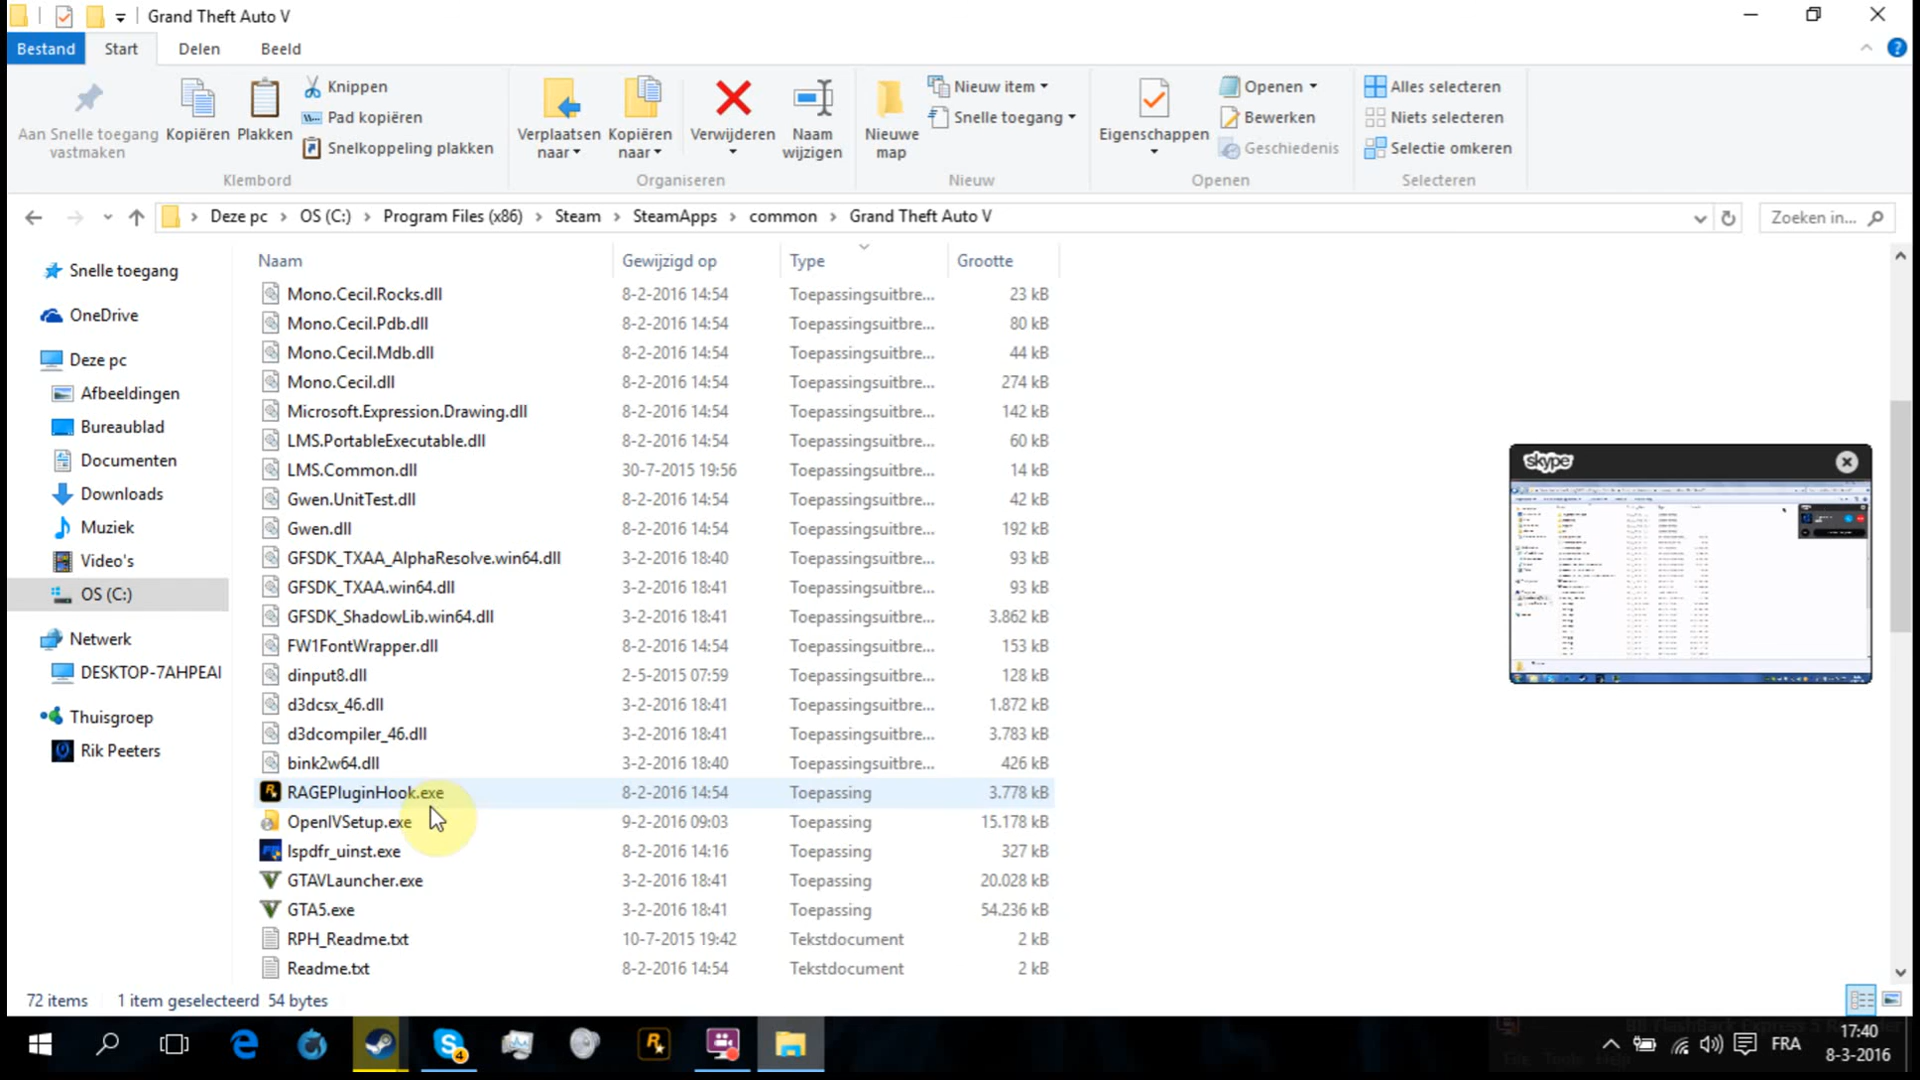 Grand Theft Auto V
Bestand Start Delen Beeld
Aan Snelle toegang vastmaken
Kopiëren
Plakken
Knippen
Pad kopiëren
Snelkoppeling plakken
Klembord
Verplaatsen naar
Kopiëren naar
Verwijderen
Naam wijzigen
Organiseren
Nieuwe map
Nieuw item
Snelle toegang
Nieuw
Eigenschappen
Openen
Bewerken
Geschiedenis
Openen
Alles selecteren
Niets selecteren
Selectie omkeren
Selecteren
Deze pc > OS (C:) > Program Files (x86) > Steam > SteamApps > common > Grand Theft Auto V
Zoeken in...
Snelle toegang
OneDrive
Deze pc
Afbeeldingen
Bureaublad
Documenten
Downloads
Muziek
Video's
OS (C:)
Netwerk
DESKTOP-7AHPEAI
Thuisgroep
Rik Peeters
Naam Gewijzigd op Type Grootte
Mono.Cecil.Rocks.dll 8-2-2016 14:54 Toepassingsuitbre... 23 kB
Mono.Cecil.Pdb.dll 8-2-2016 14:54 Toepassingsuitbre... 80 kB
Mono.Cecil.Mdb.dll 8-2-2016 14:54 Toepassingsuitbre... 44 kB
Mono.Cecil.dll 8-2-2016 14:54 Toepassingsuitbre... 274 kB
Microsoft.Expression.Drawing.dll 8-2-2016 14:54 Toepassingsuitbre... 142 kB
LMS.PortableExecutable.dll 8-2-2016 14:54 Toepassingsuitbre... 60 kB
LMS.Common.dll 30-7-2015 19:56 Toepassingsuitbre... 14 kB
Gwen.UnitTest.dll 8-2-2016 14:54 Toepassingsuitbre... 42 kB
Gwen.dll 8-2-2016 14:54 Toepassingsuitbre... 192 kB
GFSDK_TXAA_AlphaResolve.win64.dll 3-2-2016 18:40 Toepassingsuitbre... 93 kB
GFSDK_TXAA.win64.dll 3-2-2016 18:41 Toepassingsuitbre... 93 kB
GFSDK_ShadowLib.win64.dll 3-2-2016 18:41 Toepassingsuitbre... 3.862 kB
FW1FontWrapper.dll 8-2-2016 14:54 Toepassingsuitbre... 153 kB
dinput8.dll 2-5-2015 07:59 Toepassingsuitbre... 128 kB
d3dcsx_46.dll 3-2-2016 18:41 Toepassingsuitbre... 1.872 kB
d3dcompiler_46.dll 3-2-2016 18:41 Toepassingsuitbre... 3.783 kB
bink2w64.dll 3-2-2016 18:40 Toepassingsuitbre... 426 kB
RAGEPluginHook.exe 8-2-2016 14:54 Toepassing 3.778 kB
OpenIVSetup.exe 9-2-2016 09:03 Toepassing 15.178 kB
lspdfr_uinst.exe 8-2-2016 14:16 Toepassing 327 kB
GTAVLauncher.exe 3-2-2016 18:41 Toepassing 20.028 kB
GTA5.exe 3-2-2016 18:41 Toepassing 54.236 kB
RPH_Readme.txt 10-7-2015 19:42 Tekstdocument 2 kB
Readme.txt 8-2-2016 14:54 Tekstdocument 2 kB
skype
72 items 1 item geselecteerd 54 bytes
4
FRA
17:40
8-3-2016